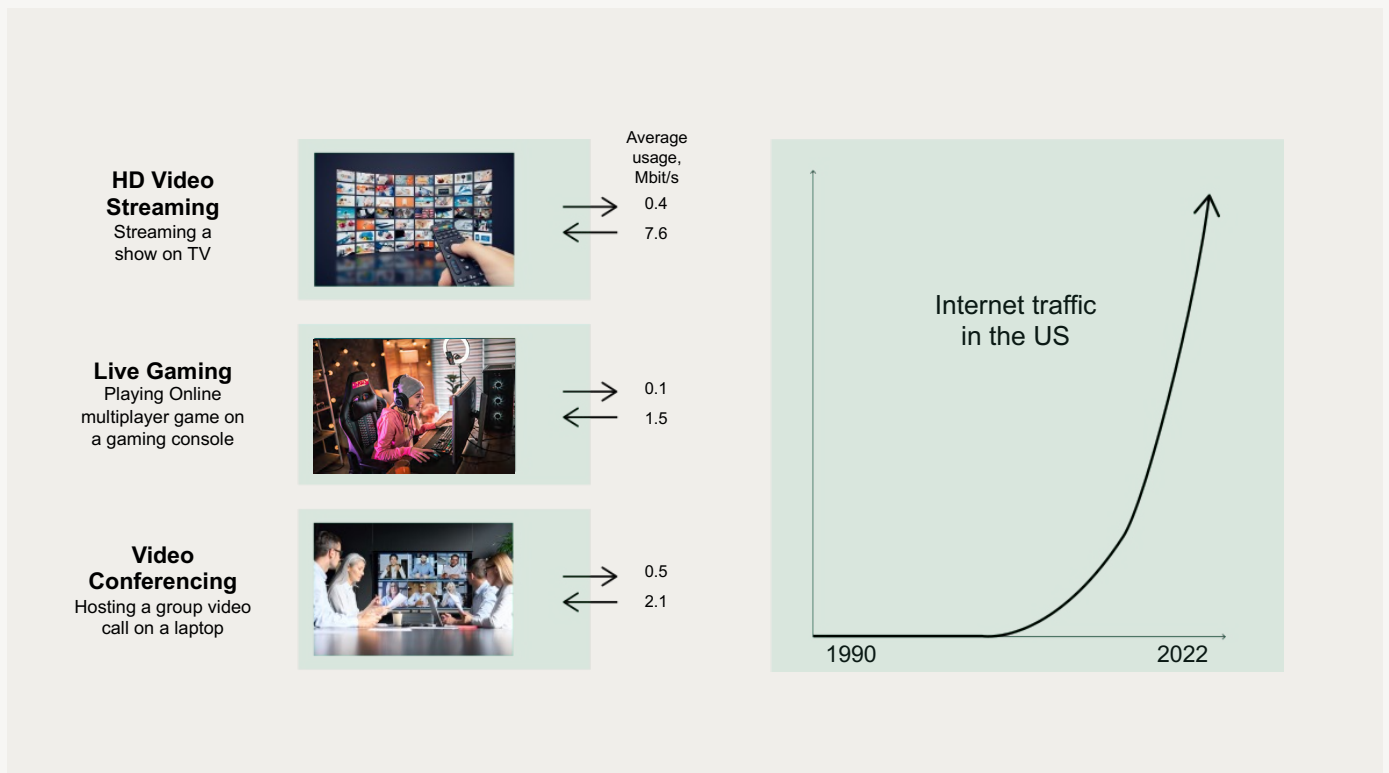 Average
usage,
Mbit/s
HD Video
Streaming
Streaming a
show on TV
0.4
7.6
Live Gaming
Playing Online
multiplayer game on
a gaming console
0.1
1.5
Video
Conferencing
Hosting a group video
call on a laptop
0.5
2.1
Internet traffic
in the US
1990
2022